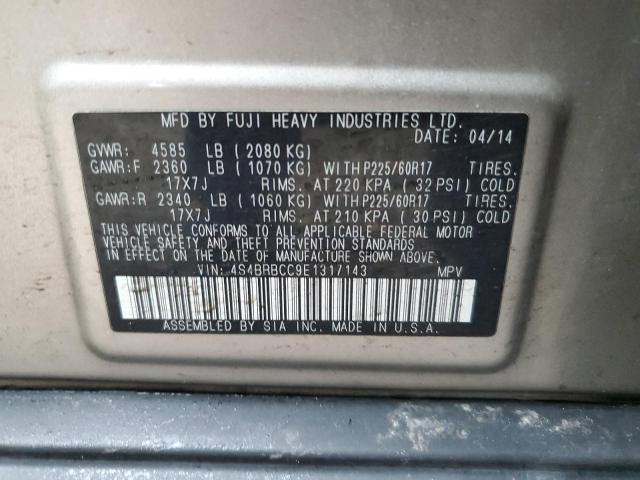 MFD BY FUJI HEAVY INDUSTRIES LTD.
DATE: 04/14
GVWR: 4585 LB (2080 KG)
GAWR:F 2360 LB (1070 KG) WITH P225/60R17 TIRES.
17X7J RIMS. AT 220 KPA (32 PSI) COLD
GAWR:R 2340 LB (1060 KG) WITH P225/60R17 TIRES.
17X7J RIMS. AT 210 KPA (30 PSI) COLD
THIS VEHICLE CONFORMS TO ALL APPLICABLE FEDERAL MOTOR
VEHICLE SAFETY AND THEFT PREVENTION STANDARDS IN
EFFECT ON THE DATE OF MANUFACTURE SHOWN ABOVE.
VIN: 4S4BRBCC9E1317143 MPV
ASSEMBLED BY SIA INC. MADE IN U.S.A.